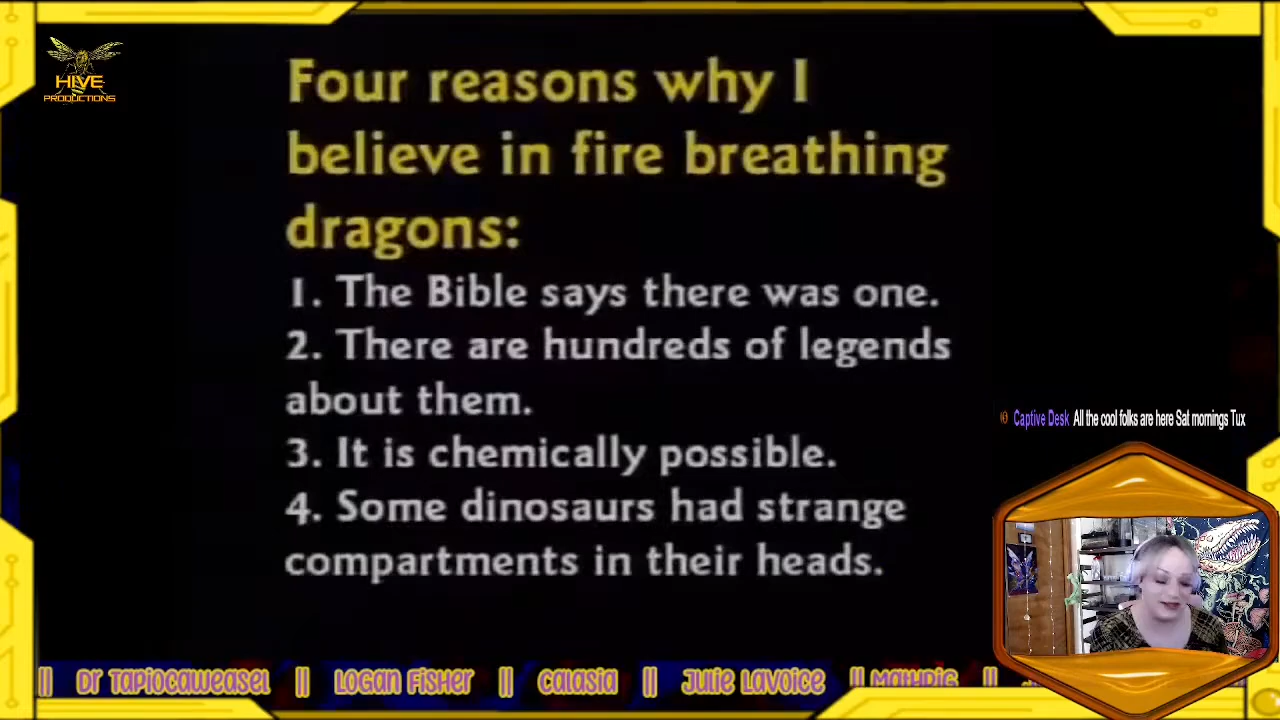 HIVE
PRODUCTIONS
Four reasons why I
believe in fire breathing
dragons:
1. The Bible says there was one.
2. There are hundreds of legends
about them.
3. It is chemically possible.
4. Some dinosaurs had strange
compartments in their heads.
Captive Desk All the cool folks are here Sat mornings Tux
|| Dr Tapiocaweasel || Logan Fisher || Calasia || Julie LaVoice || Mathpig ||